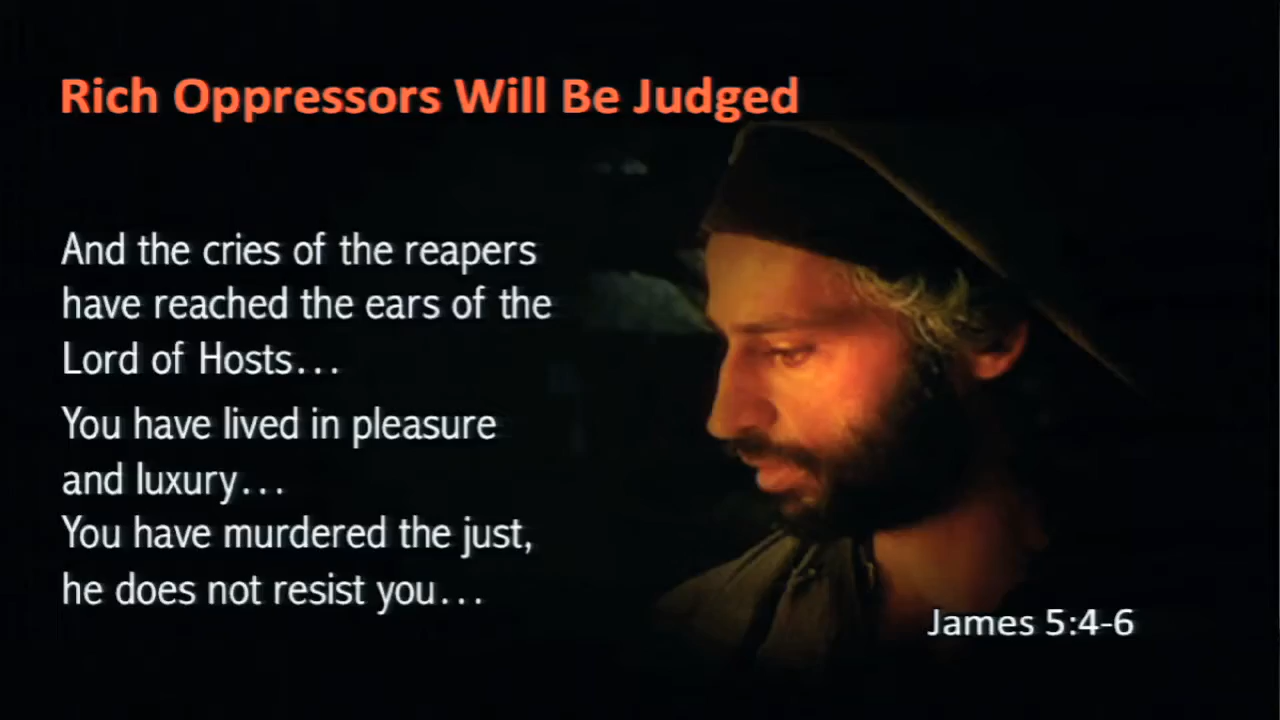 Rich Oppressors Will Be Judged
And the cries of the reapers
have reached the ears of the
Lord of Hosts...
You have lived in pleasure
and luxury...
You have murdered the just,
he does not resist you...
James 5:4-6